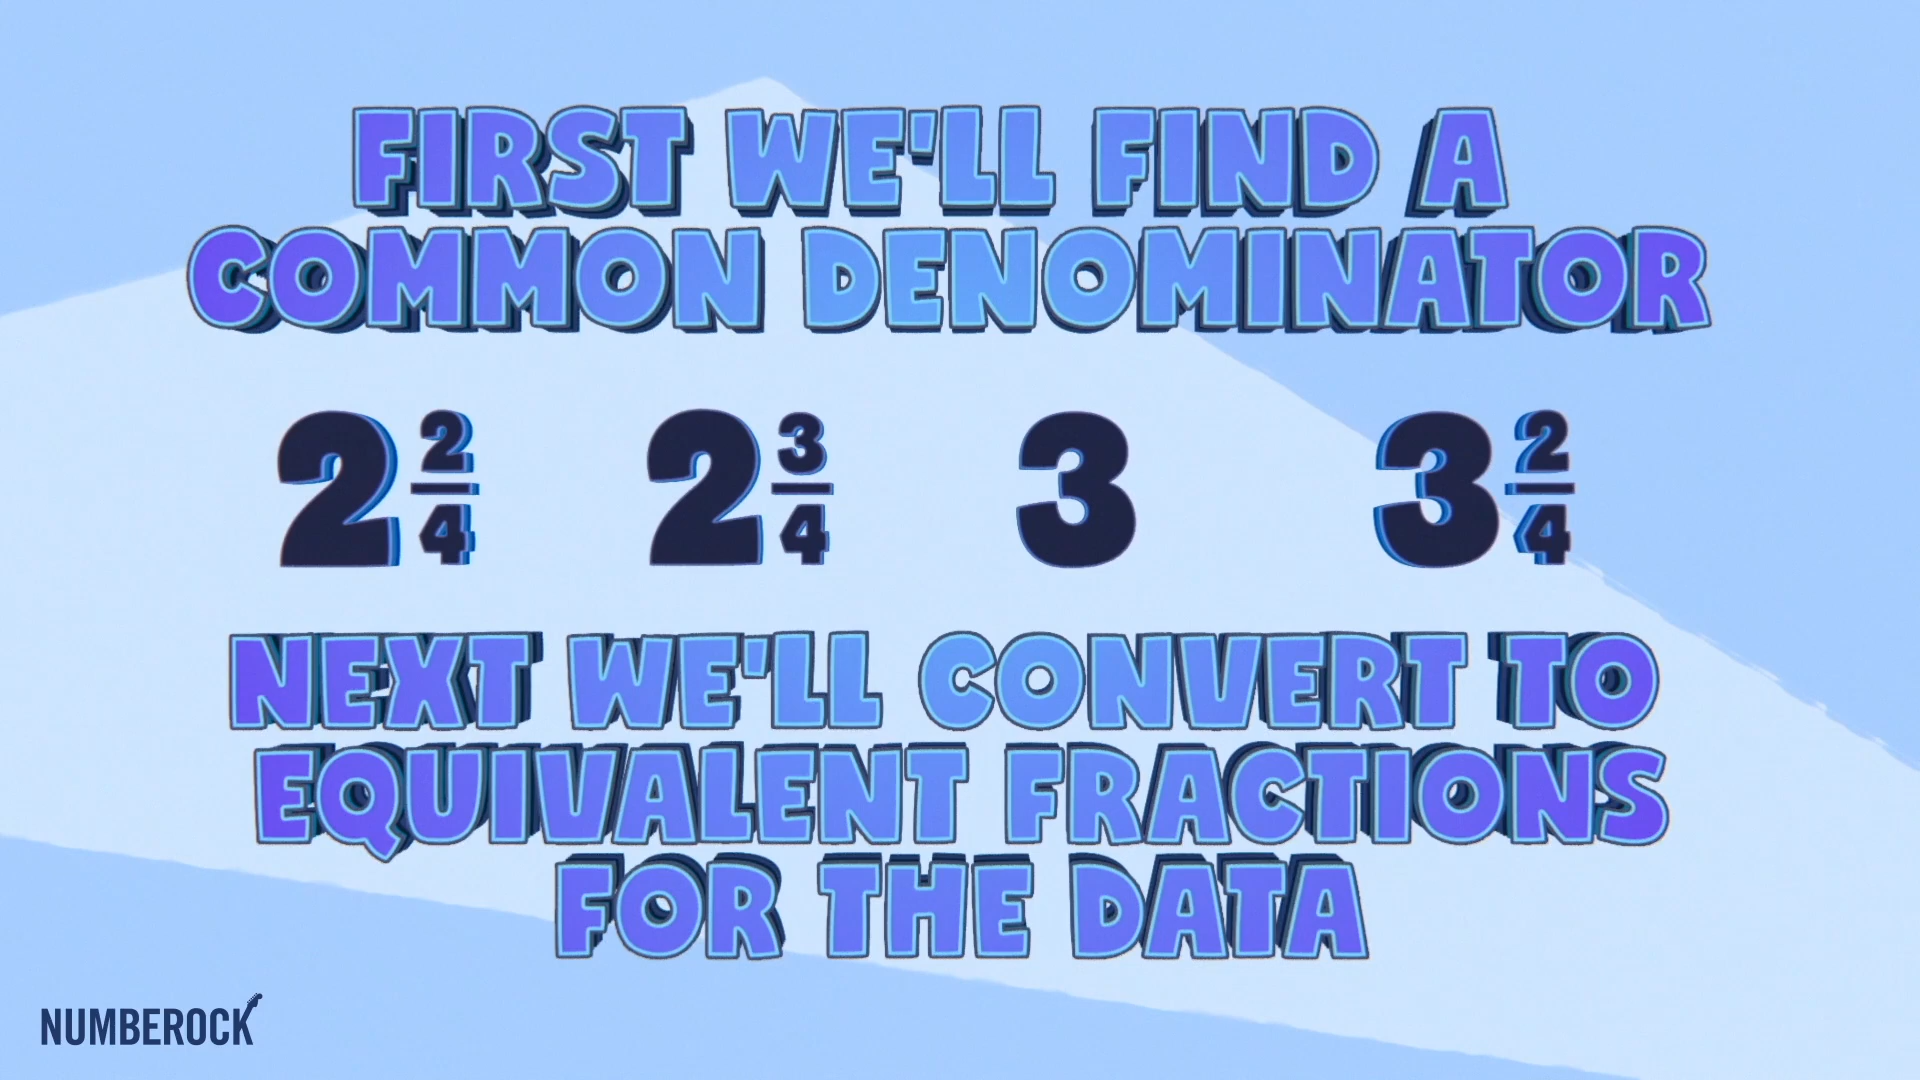 FIRST WE'LL FIND A
COMMON DENOMINATOR
2 2/4 2 3/4 3 3 2/4
NEXT WE'LL CONVERT TO
EQUIVALENT FRACTIONS
FOR THE DATA
NUMBEROCK